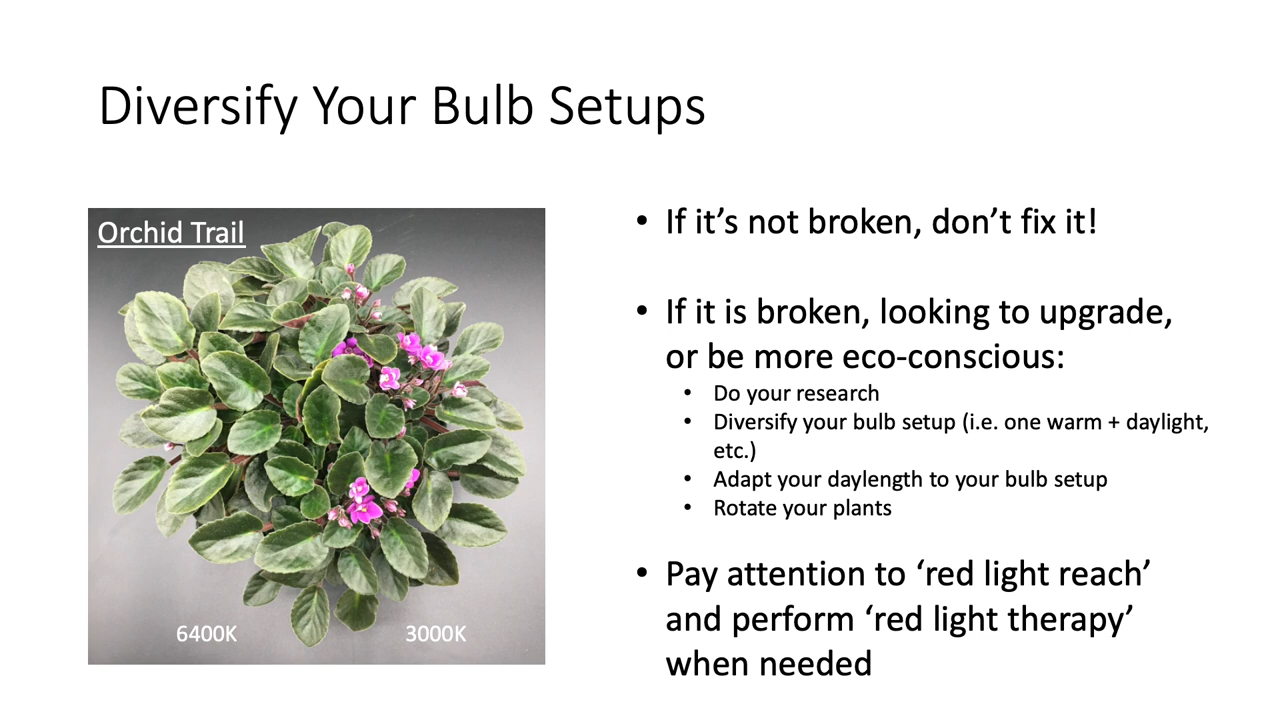 Diversify Your Bulb Setups
Orchid Trail
6400K
3000K
• If it’s not broken, don’t fix it!
• If it is broken, looking to upgrade,
or be more eco-conscious:
• Do your research
• Diversify your bulb setup (i.e. one warm + daylight,
etc.)
• Adapt your daylength to your bulb setup
• Rotate your plants
• Pay attention to ‘red light reach’
and perform ‘red light therapy’
when needed